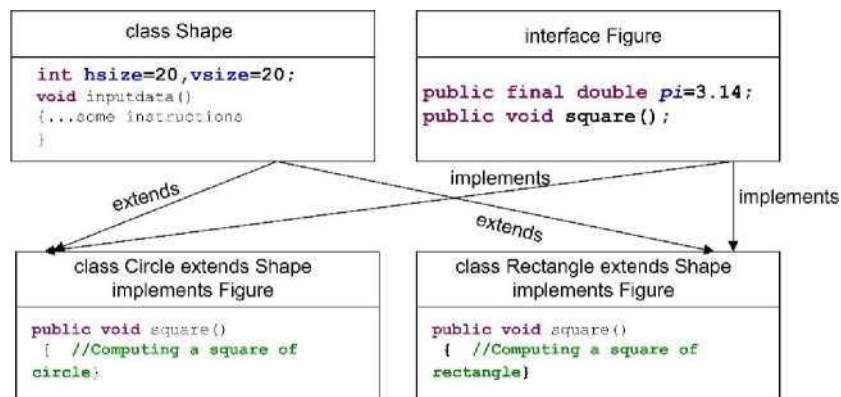 class Shape
int hsize=20,vsize=20;
void inputdata()
{...some instructions
}
interface Figure
public final double pi=3.14;
public void square();
extends
implements
extends
implements
class Circle extends Shape
implements Figure
public void square()
{ //Computing a square of
circle}
class Rectangle extends Shape
implements Figure
public void square()
{ //Computing a square of
rectangle}